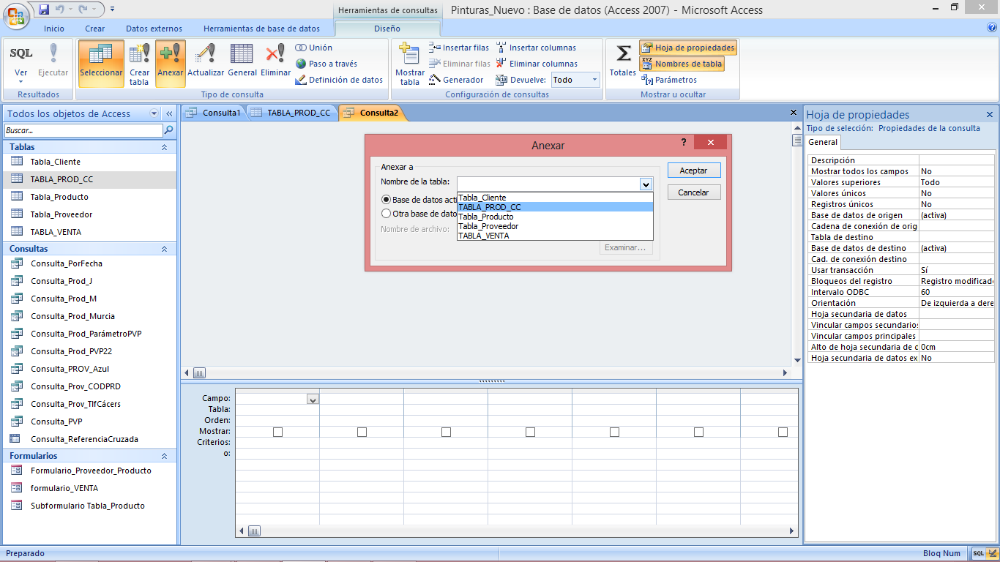 Herramientas de consultas
Pinturas_Nuevo : Base de datos (Access 2007) - Microsoft Access
Inicio
Crear
Datos externos
Herramientas de base de datos
Diseño
SQL
Ver
Ejecutar
Resultados
Seleccionar
Crear tabla
Anexar
Actualizar
General
Eliminar
Unión
Paso a través
Definición de datos
Tipo de consulta
Mostrar tabla
Insertar filas
Eliminar filas
Generador
Insertar columnas
Eliminar columnas
Devuelve: Todo
Configuración de consultas
Totales
Hoja de propiedades
Nombres de tabla
Parámetros
Mostrar u ocultar
Todos los objetos de Access
Buscar...
Tablas
Tabla_Cliente
TABLA_PROD_CC
Tabla_Producto
Tabla_Proveedor
TABLA_VENTA
Consultas
Consulta_PorFecha
Consulta_Prod_J
Consulta_Prod_M
Consulta_Prod_Murcia
Consulta_Prod_ParámetroPVP
Consulta_Prod_PVP22
Consulta_PROV_Azul
Consulta_Prov_CODPRD
Consulta_Prov_TlfCácers
Consulta_PVP
Consulta_ReferenciaCruzada
Formularios
Formulario_Proveedor_Producto
formulario_VENTA
Subformulario Tabla_Producto
Consulta1
TABLA_PROD_CC
Consulta2
Anexar
?
Anexar a
Nombre de la tabla:
Base de datos acti
Otra base de dato
Nombre de archivo:
Tabla_Cliente
TABLA_PROD_CC
Tabla_Producto
Tabla_Proveedor
TABLA_VENTA
Examinar...
Aceptar
Cancelar
Campo:
Tabla:
Orden:
Mostrar:
Criterios:
o:
Hoja de propiedades
Tipo de selección: Propiedades de la consulta
General
Descripción
Mostrar todos los campos No
Valores superiores Todo
Valores únicos No
Registros únicos No
Base de datos de origen (activa)
Cadena de conexión de orig
Tabla de destino
Base de datos de destino (activa)
Cad. de conexión destino
Usar transacción Sí
Bloqueos del registro Registro modificado
Intervalo ODBC 60
Orientación De izquierda a dere
Hoja secundaria de datos
Vincular campos secundarios
Vincular campos principales
Alto de hoja secundaria de c 0cm
Hoja secundaria de datos ex No
Preparado
Bloq Num
SQL